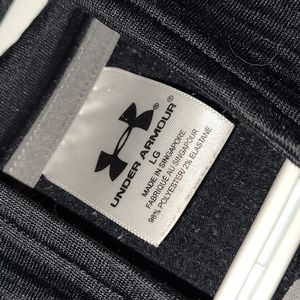 UNDER ARMOUR
LG
MADE IN SINGAPORE
FABRIQUÉ AU SINGAPOUR
98% POLYESTER/ 2% ELASTANE